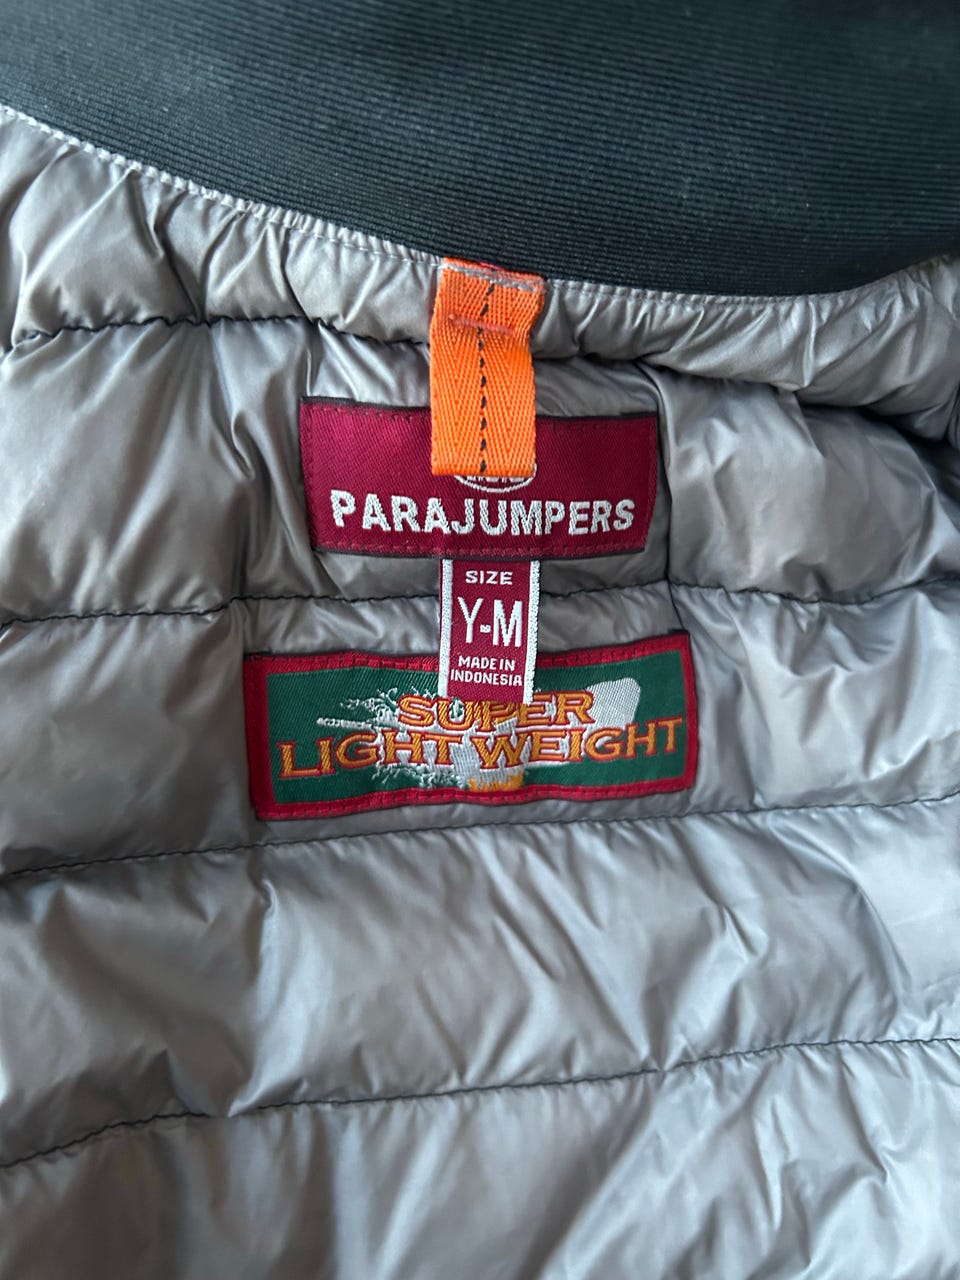 PARAJUMPERS
SIZE
Y-M
MADE IN
INDONESIA
SUPER
LIGHT WEIGHT